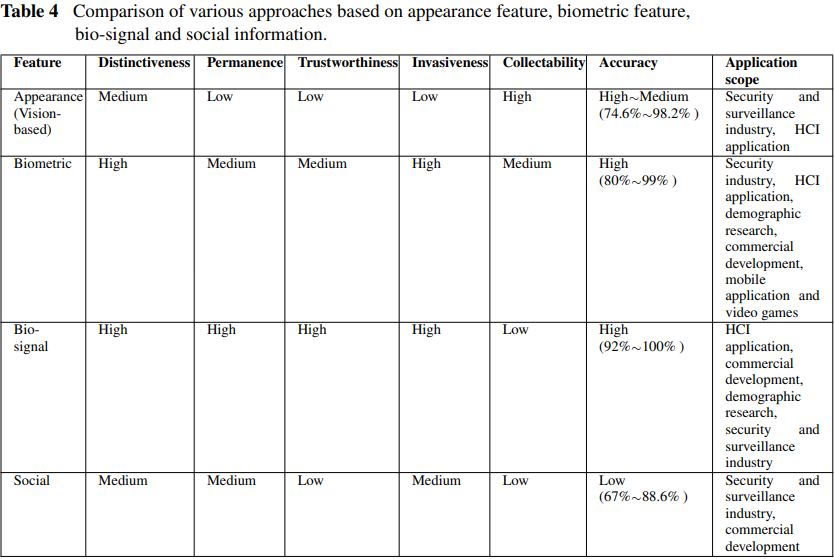 Table 4 Comparison of various approaches based on appearance feature, biometric feature,
bio-signal and social information.
Feature Distinctiveness Permanence Trustworthiness Invasiveness Collectability Accuracy Application
scope
Appearance Medium Low Low Low High High∼Medium Security and
(Vision- (74.6%∼98.2% ) surveillance
based) industry, HCI
application
Biometric High Medium Medium High Medium High Security
(80%∼99% ) industry, HCI
application,
demographic
research,
commercial
development,
mobile
application and
video games
Bio- High High High High Low High HCI
signal (92%∼100% ) application,
commercial
development,
demographic
research,
security and
surveillance
industry
Social Medium Medium Low Medium Low Low Security and
(67%∼88.6% ) surveillance
industry,
commercial
development